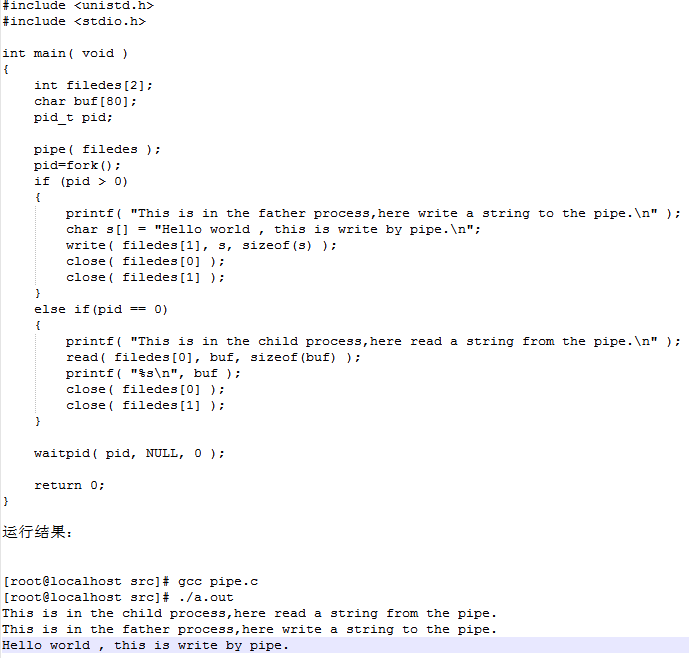 #include <unistd.h>
#include <stdio.h>

int main( void )
{
    int filedes[2];
    char buf[80];
    pid_t pid;

    pipe( filedes );
    pid=fork();
    if (pid > 0)
    {
        printf( "This is in the father process,here write a string to the pipe.\n" );
        char s[] = "Hello world , this is write by pipe.\n";
        write( filedes[1], s, sizeof(s) );
        close( filedes[0] );
        close( filedes[1] );
    }
    else if(pid == 0)
    {
        printf( "This is in the child process,here read a string from the pipe.\n" );
        read( filedes[0], buf, sizeof(buf) );
        printf( "%s\n", buf );
        close( filedes[0] );
        close( filedes[1] );
    }

    waitpid( pid, NULL, 0 );

    return 0;
}

运行结果:

[root@localhost src]# gcc pipe.c
[root@localhost src]# ./a.out
This is in the child process,here read a string from the pipe.
This is in the father process,here write a string to the pipe.
Hello world , this is write by pipe.